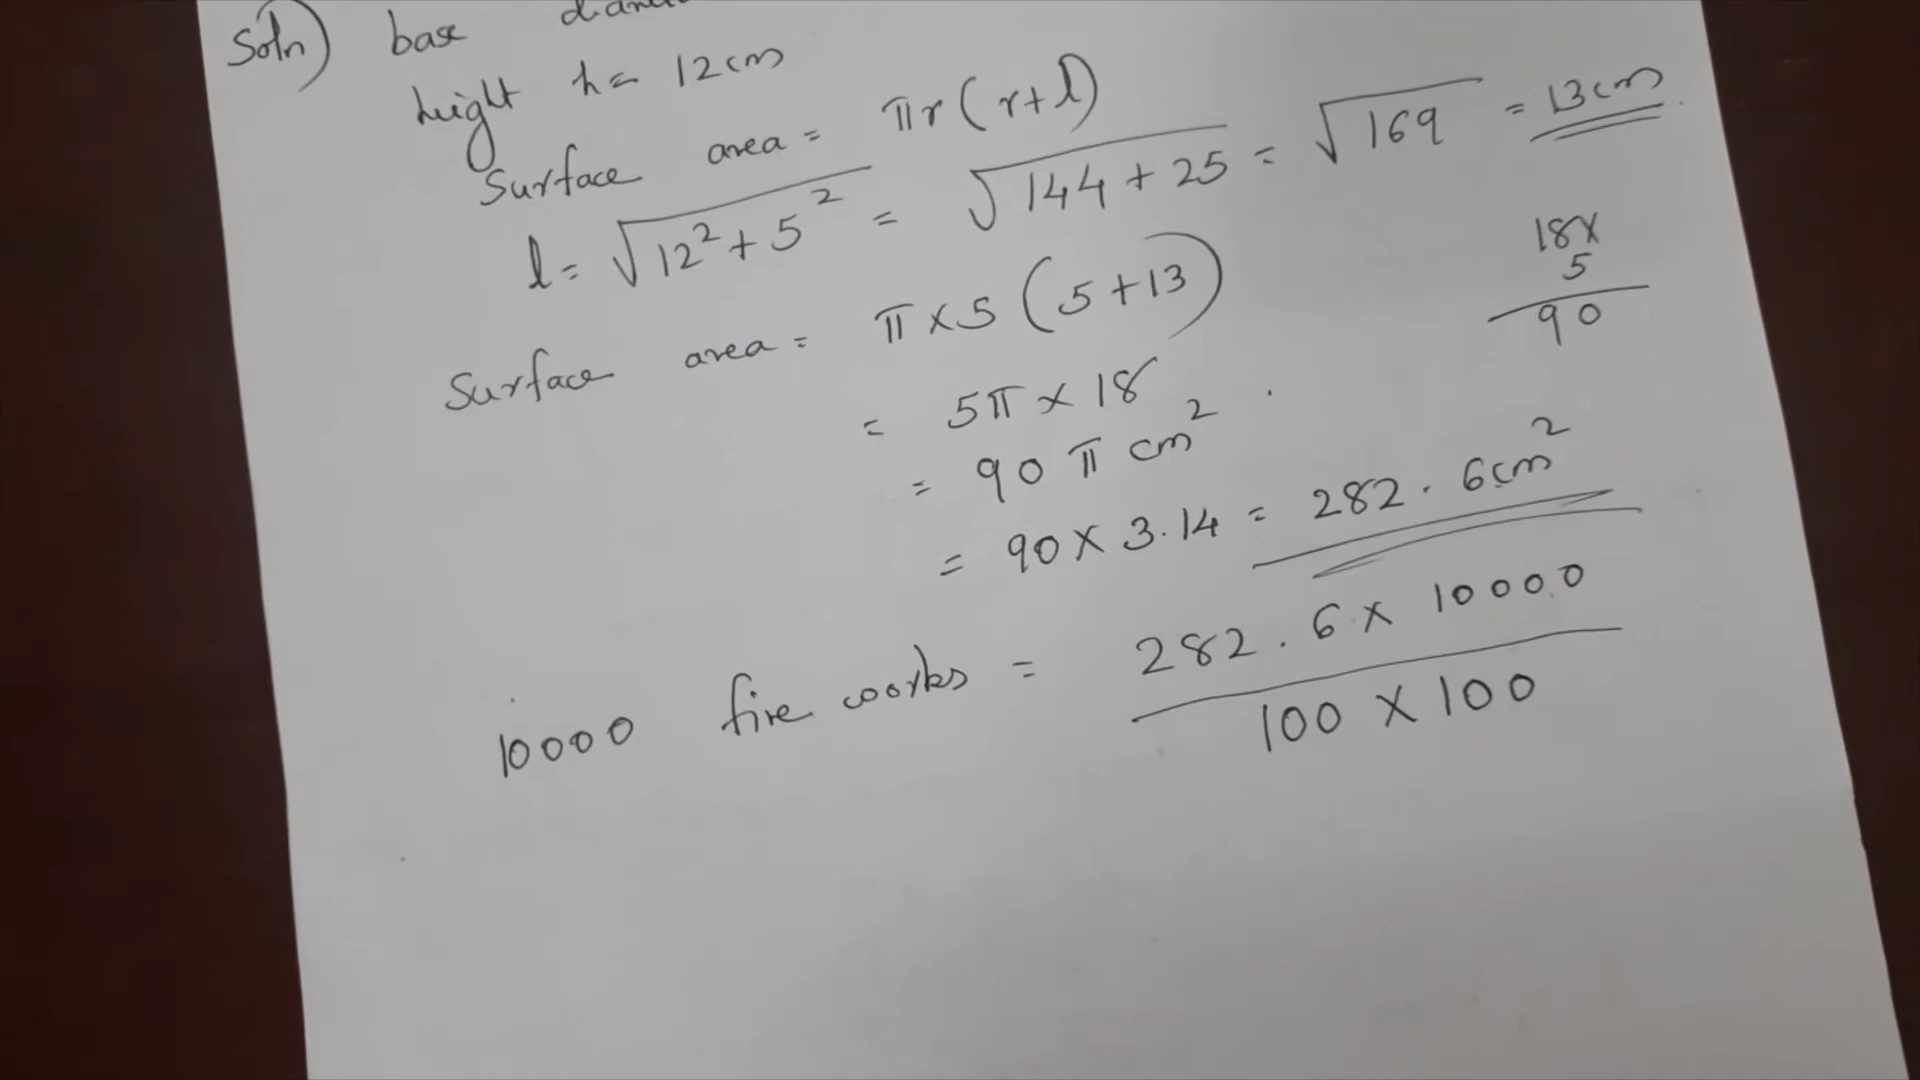 Soln) base
height h = 12cm
Surface area = πr(r+l)
l = √12² + 5² = √144 + 25 = √169 = 13cm
Surface area = π × 5 (5+13)
18×
5
90
= 5π × 18
= 90 π cm²
= 90 × 3.14 = 282.6cm²
10000 fire works = 282.6 × 10000
100 × 100